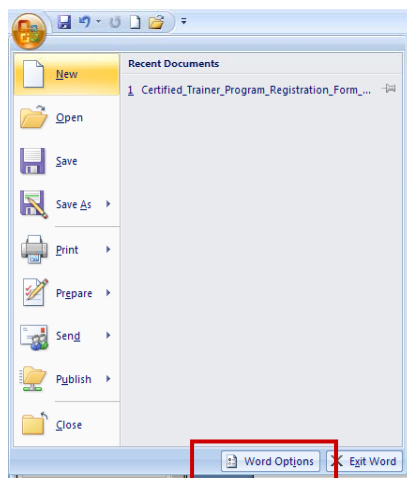 New
Open
Save
Save As
Print
Prepare
Send
Publish
Close
Recent Documents
1 Certified_Trainer_Program_Registration_Form_...
Word Options
Exit Word